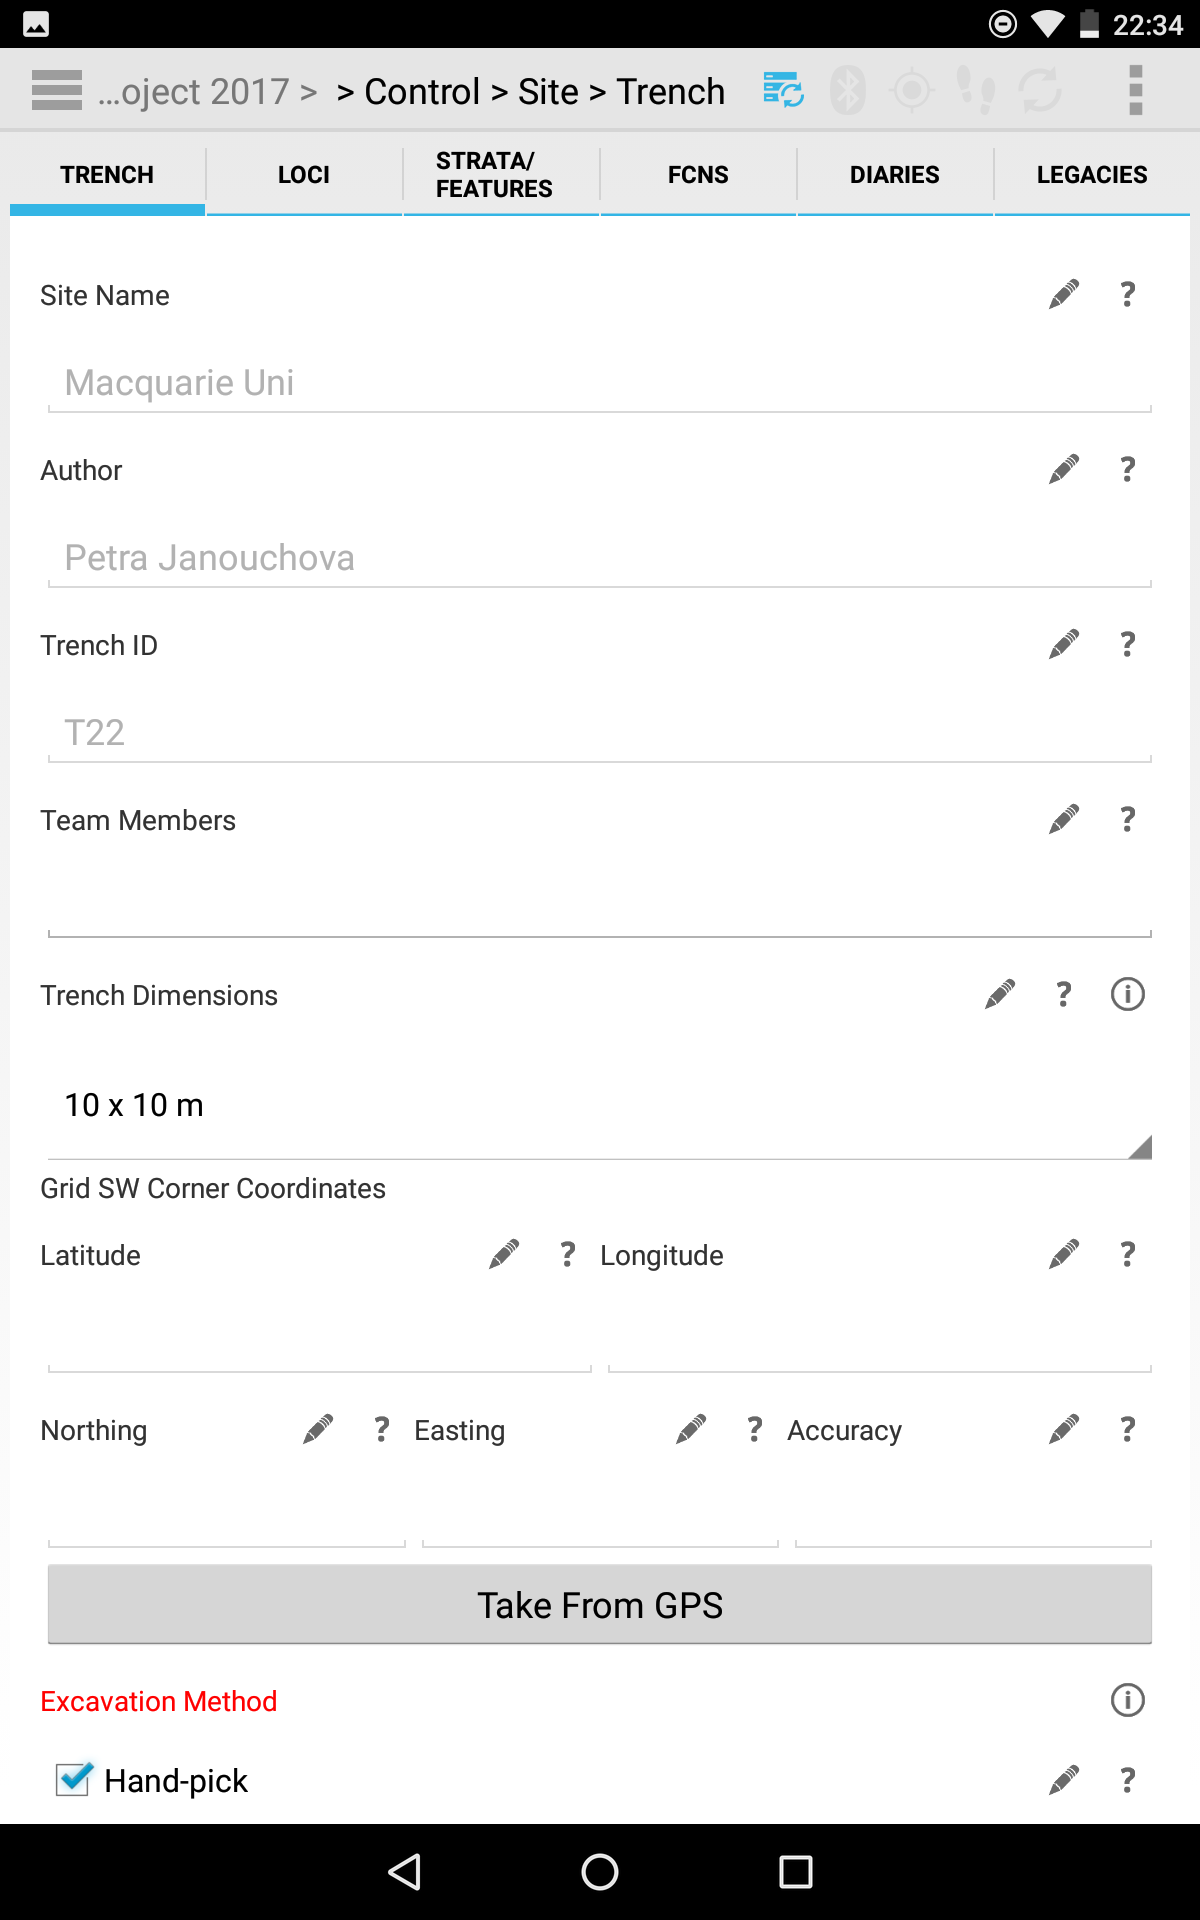 22:34
...oject 2017 > > Control > Site > Trench
TRENCH
LOCI
STRATA/
FEATURES
FCNS
DIARIES
LEGACIES
Site Name ?
Macquarie Uni
Author ?
Petra Janouchova
Trench ID ?
T22
Team Members ?
Trench Dimensions ? i
10 x 10 m
Grid SW Corner Coordinates
Latitude ? Longitude ?
Northing ? Easting ? Accuracy ?
Take From GPS
Excavation Method i
Hand-pick ?